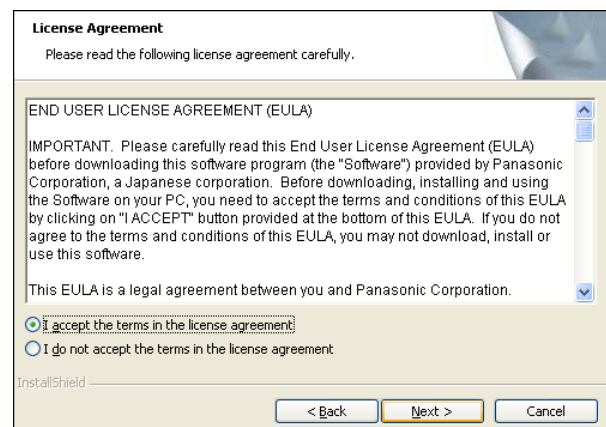 License Agreement
Please read the following license agreement carefully.
END USER LICENSE AGREEMENT (EULA)
IMPORTANT. Please carefully read this End User License Agreement (EULA)
before downloading this software program (the "Software") provided by Panasonic
Corporation, a Japanese corporation. Before downloading, installing and using
the Software on your PC, you need to accept the terms and conditions of this EULA
by clicking on "I ACCEPT" button provided at the bottom of this EULA. If you do not
agree to the terms and conditions of this EULA, you may not download, install or
use this software.
This EULA is a legal agreement between you and Panasonic Corporation.
I accept the terms in the license agreement
I do not accept the terms in the license agreement
InstallShield
< Back Next > Cancel